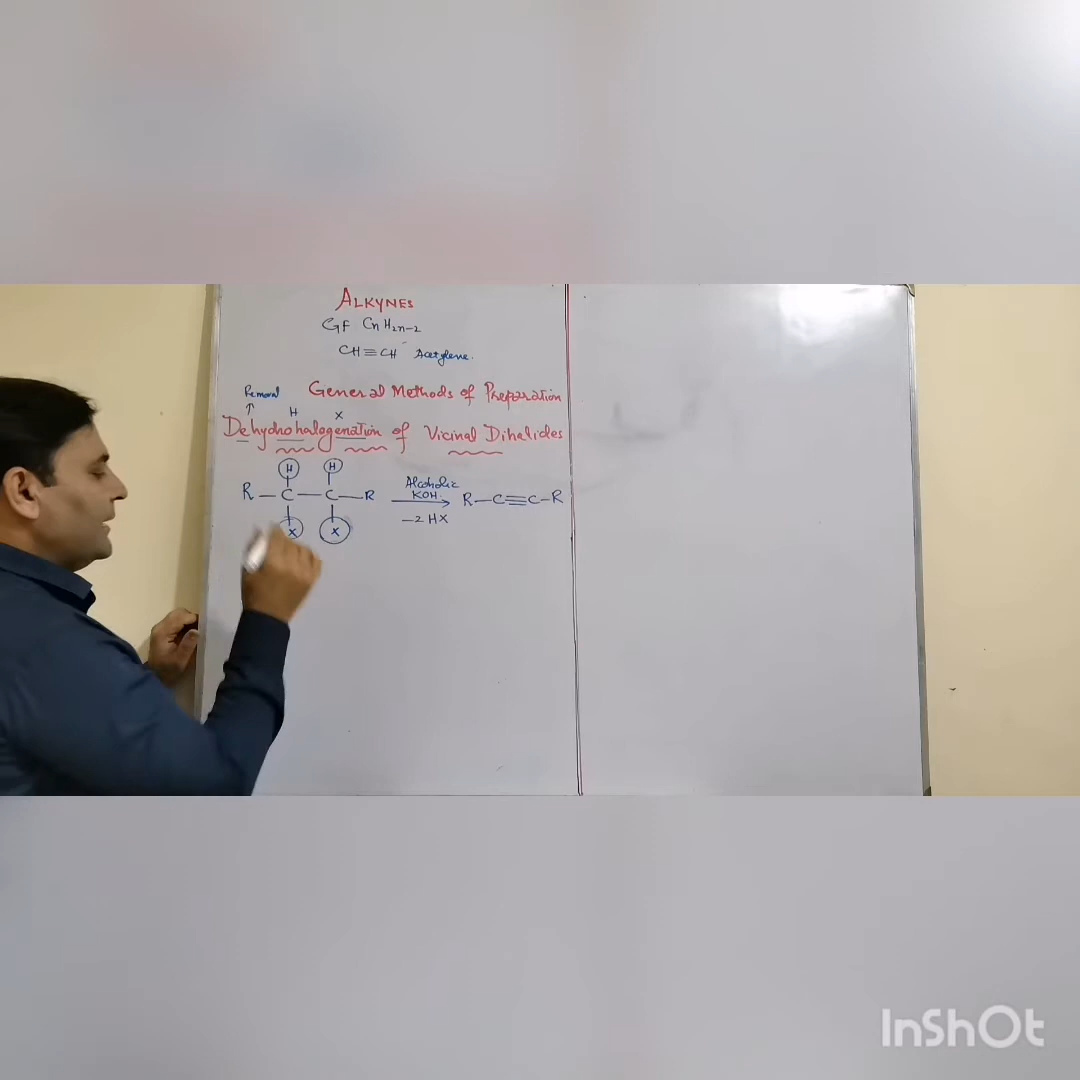 ALKYNES
GF CnH2n-2
CH≡CH Acetylene.
Removal General Methods of Preparation
↑ H X
Dehydrohalogenation of Vicinal Dihalides
H H
R-C-C-R Alcoholic KOH. → R-C≡C-R
X X -2HX
InShOt